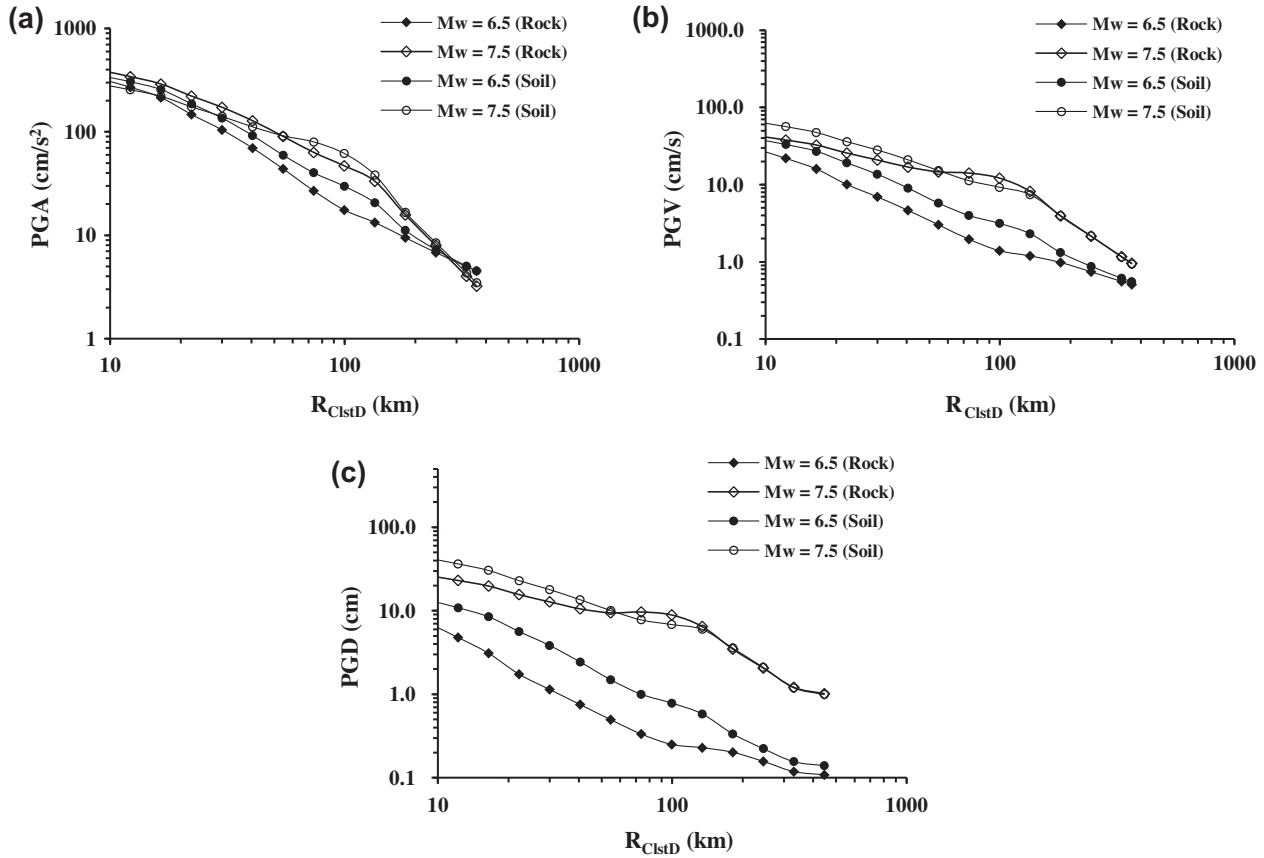 (a)
Mw = 6.5 (Rock)
Mw = 7.5 (Rock)
Mw = 6.5 (Soil)
Mw = 7.5 (Soil)
1000
100
10
1
PGA (cm/s²)
10
100
1000
R_ClstD (km)
(b)
Mw = 6.5 (Rock)
Mw = 7.5 (Rock)
Mw = 6.5 (Soil)
Mw = 7.5 (Soil)
1000.0
100.0
10.0
1.0
0.1
PGV (cm/s)
10
100
1000
R_ClstD (km)
(c)
Mw = 6.5 (Rock)
Mw = 7.5 (Rock)
Mw = 6.5 (Soil)
Mw = 7.5 (Soil)
100.0
10.0
1.0
0.1
PGD (cm)
10
100
1000
R_ClstD (km)